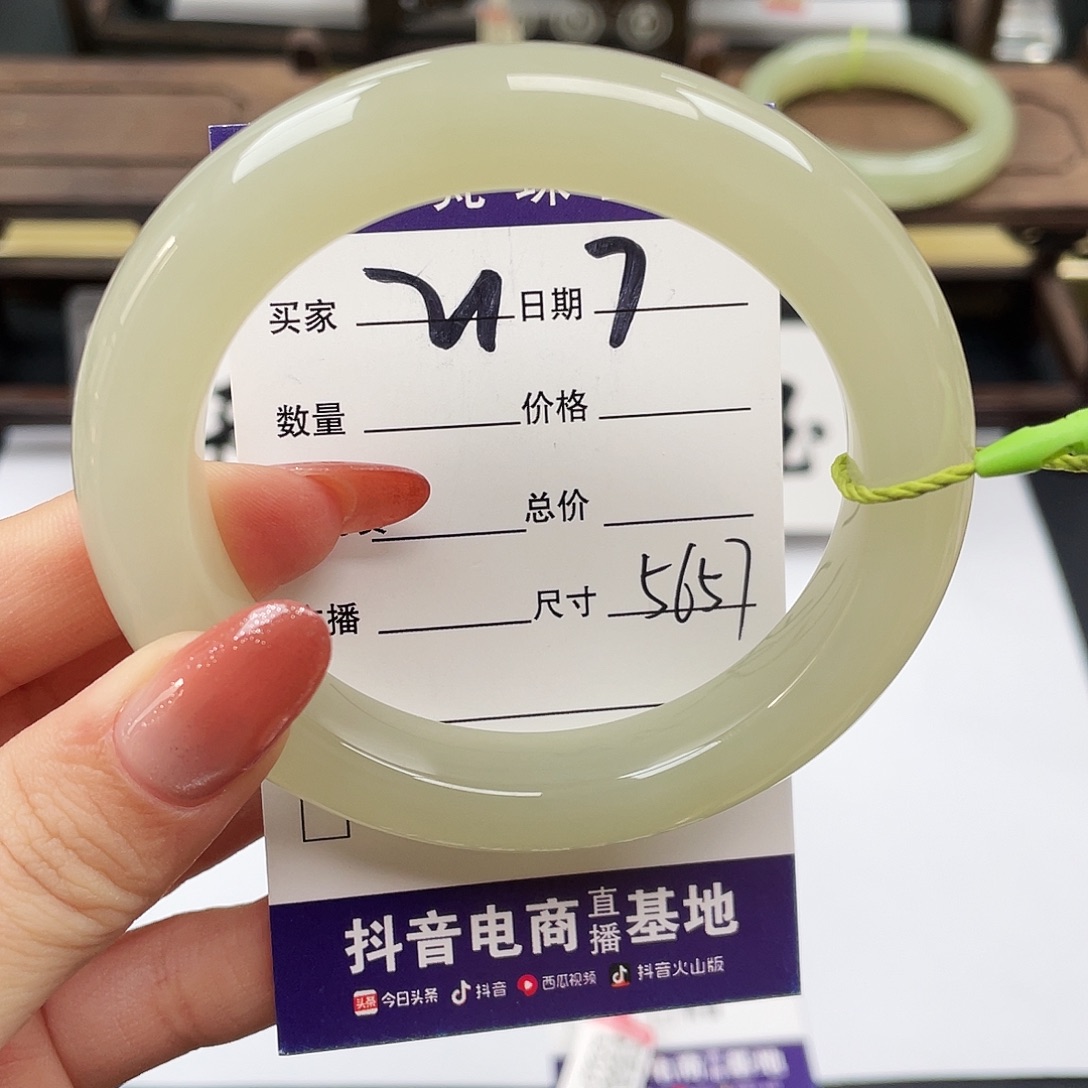 买家 21 日期 7
数量 价格
总价
播 尺寸 5657
抖音电商直播基地
今日头条 抖音 西瓜视频 抖音火山版